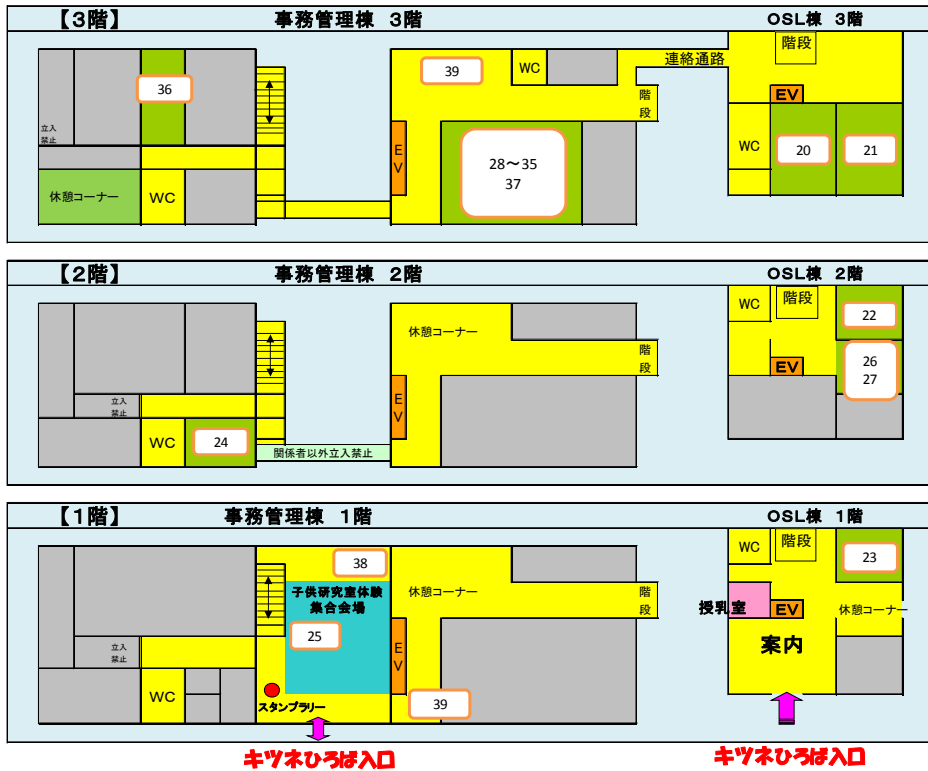 【3階】 事務管理棟 3階 OSL棟 3階
階段
連絡通路
39
WC
36
階
段
EV
立入
禁止
E
V
WC
20
21
28～35
37
休憩コーナー
WC
【2階】 事務管理棟 2階 OSL棟 2階
WC
階段
22
休憩コーナー
階
段
EV
26
27
立入
禁止
E
V
WC
24
関係者以外立入禁止
【1階】 事務管理棟 1階 OSL棟 1階
WC
階段
23
38
子供研究室体験
集合会場
休憩コーナー
階
段
授乳室
EV
休憩コーナー
25
立入
禁止
E
V
案内
WC
スタンプラリー
39
キツネひろば入口
キツネひろば入口